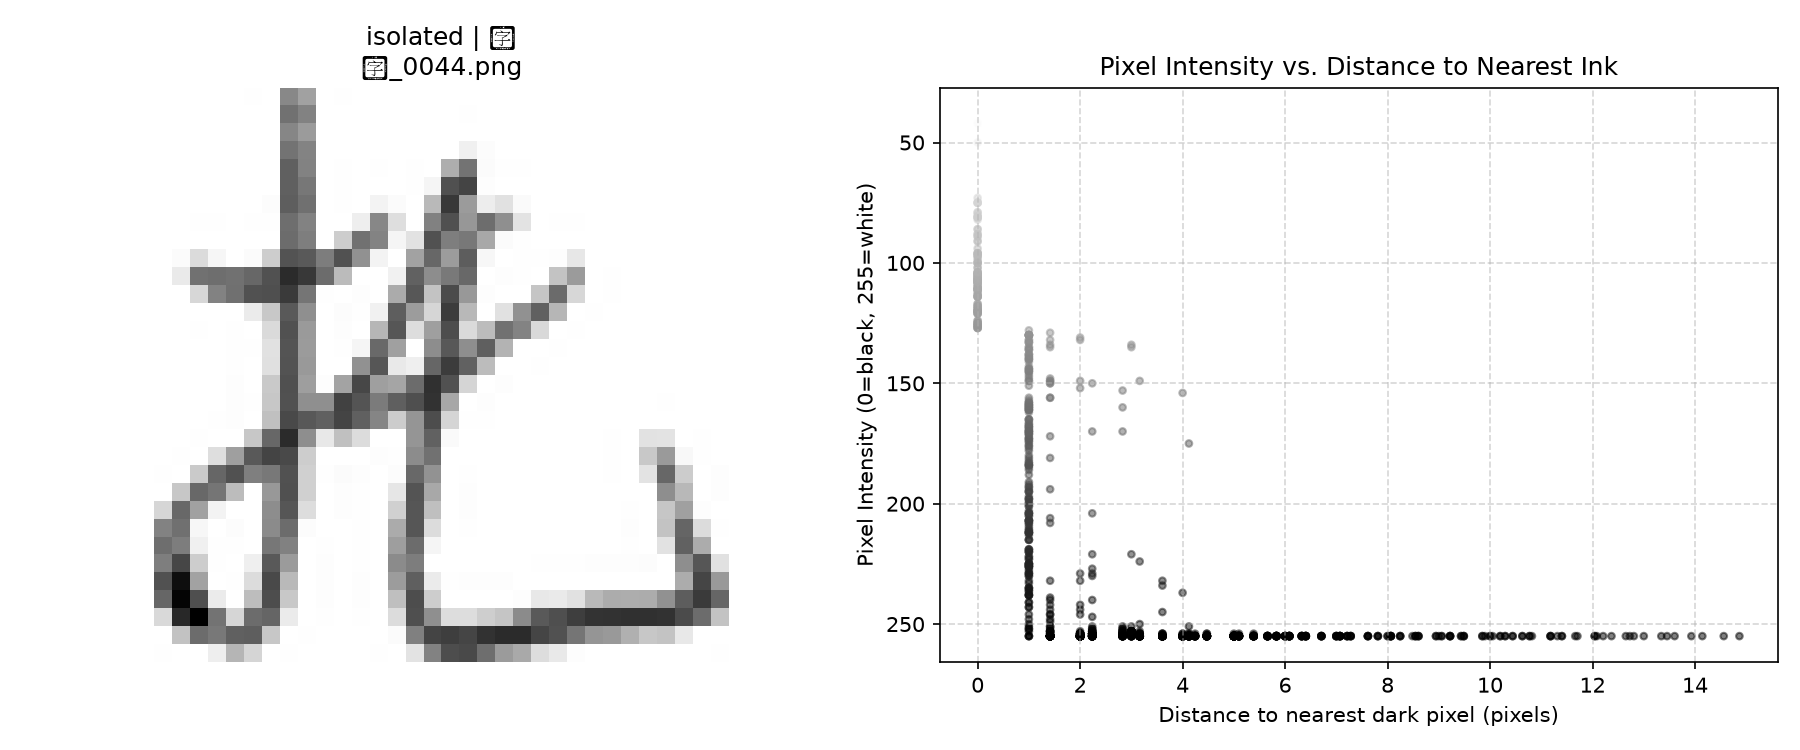 isolated |
_0044.png
Pixel Intensity vs. Distance to Nearest Ink
Pixel Intensity (0=black, 255=white)
50
100
150
200
250
0 2 4 6 8 10 12 14
Distance to nearest dark pixel (pixels)